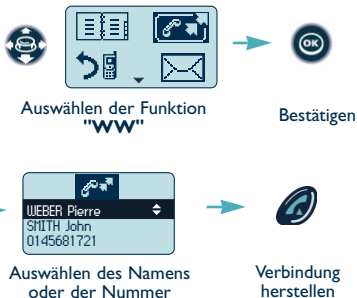 OK
Auswählen der Funktion
"WW"
Bestätigen
WEBER Pierre
SMITH John
0145681721
Auswählen des Namens
oder der Nummer
Verbindung
herstellen